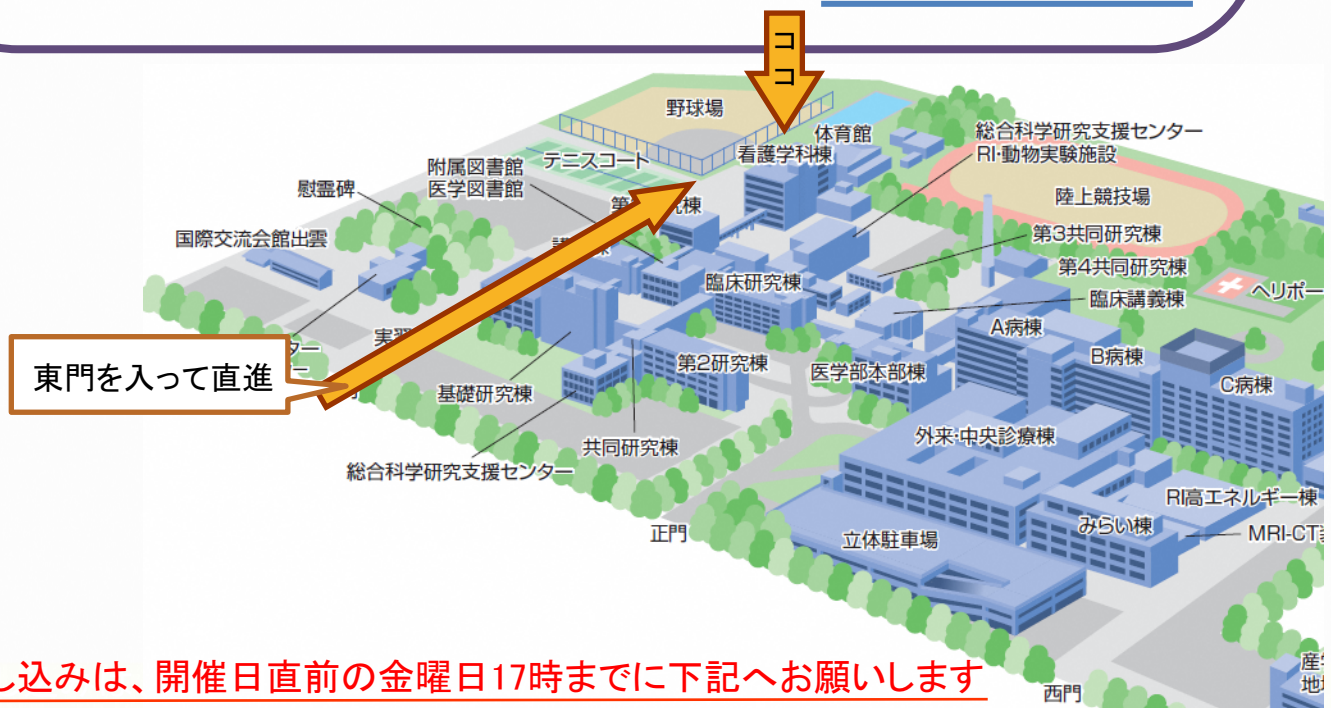 ココ
野球場
体育館
看護学科棟
総合科学研究支援センター
RI・動物実験施設
附属図書館
医学図書館
テニスコート
慰霊碑
陸上競技場
国際交流会館出雲
第3共同研究棟
第4共同研究棟
臨床研究棟
臨床講義棟
ヘリポー
A病棟
B病棟
C病棟
東門を入って直進
第2研究棟
医学部本部棟
基礎研究棟
共同研究棟
外来・中央診療棟
総合科学研究支援センター
RI高エネルギー棟
みらい棟
MRI-CT
正門
立体駐車場
し込みは、開催日直前の金曜日17時までに下記へお願いします
西門